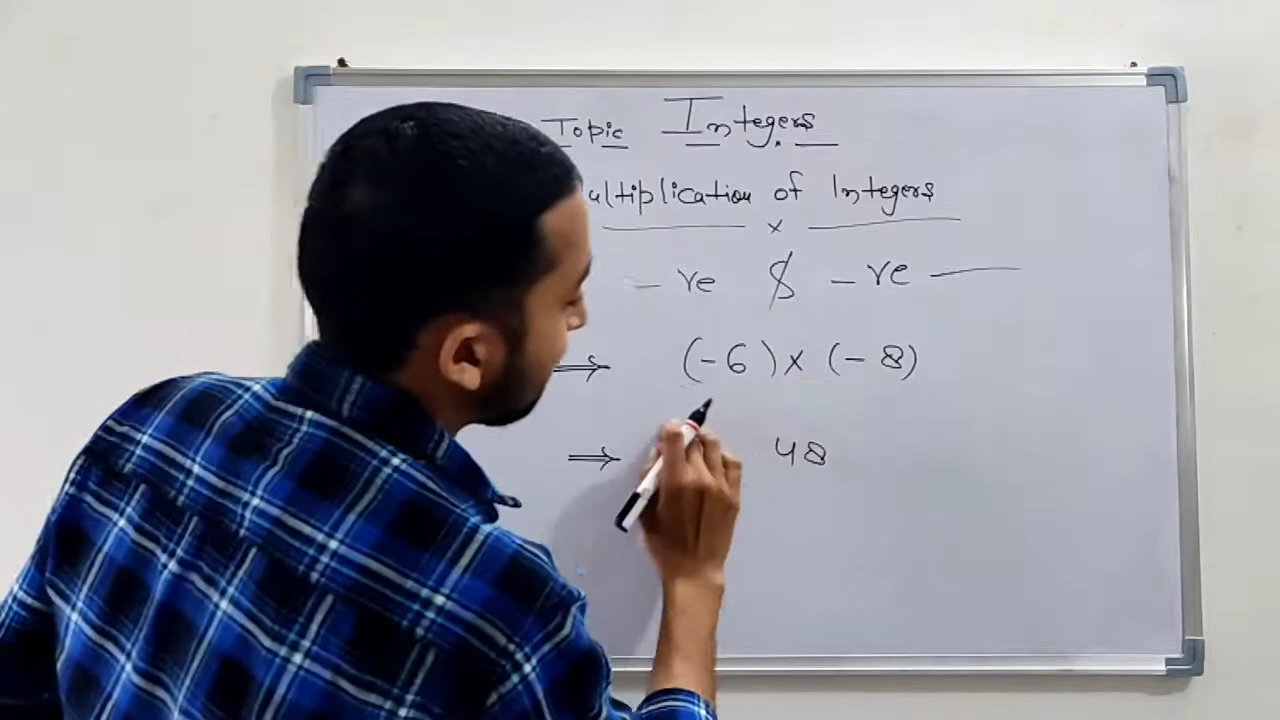 Topic Integers
ultiplication of Integers
x
- ve $ - ve —
⇒ (-6) x (- 8)
⇒ 48